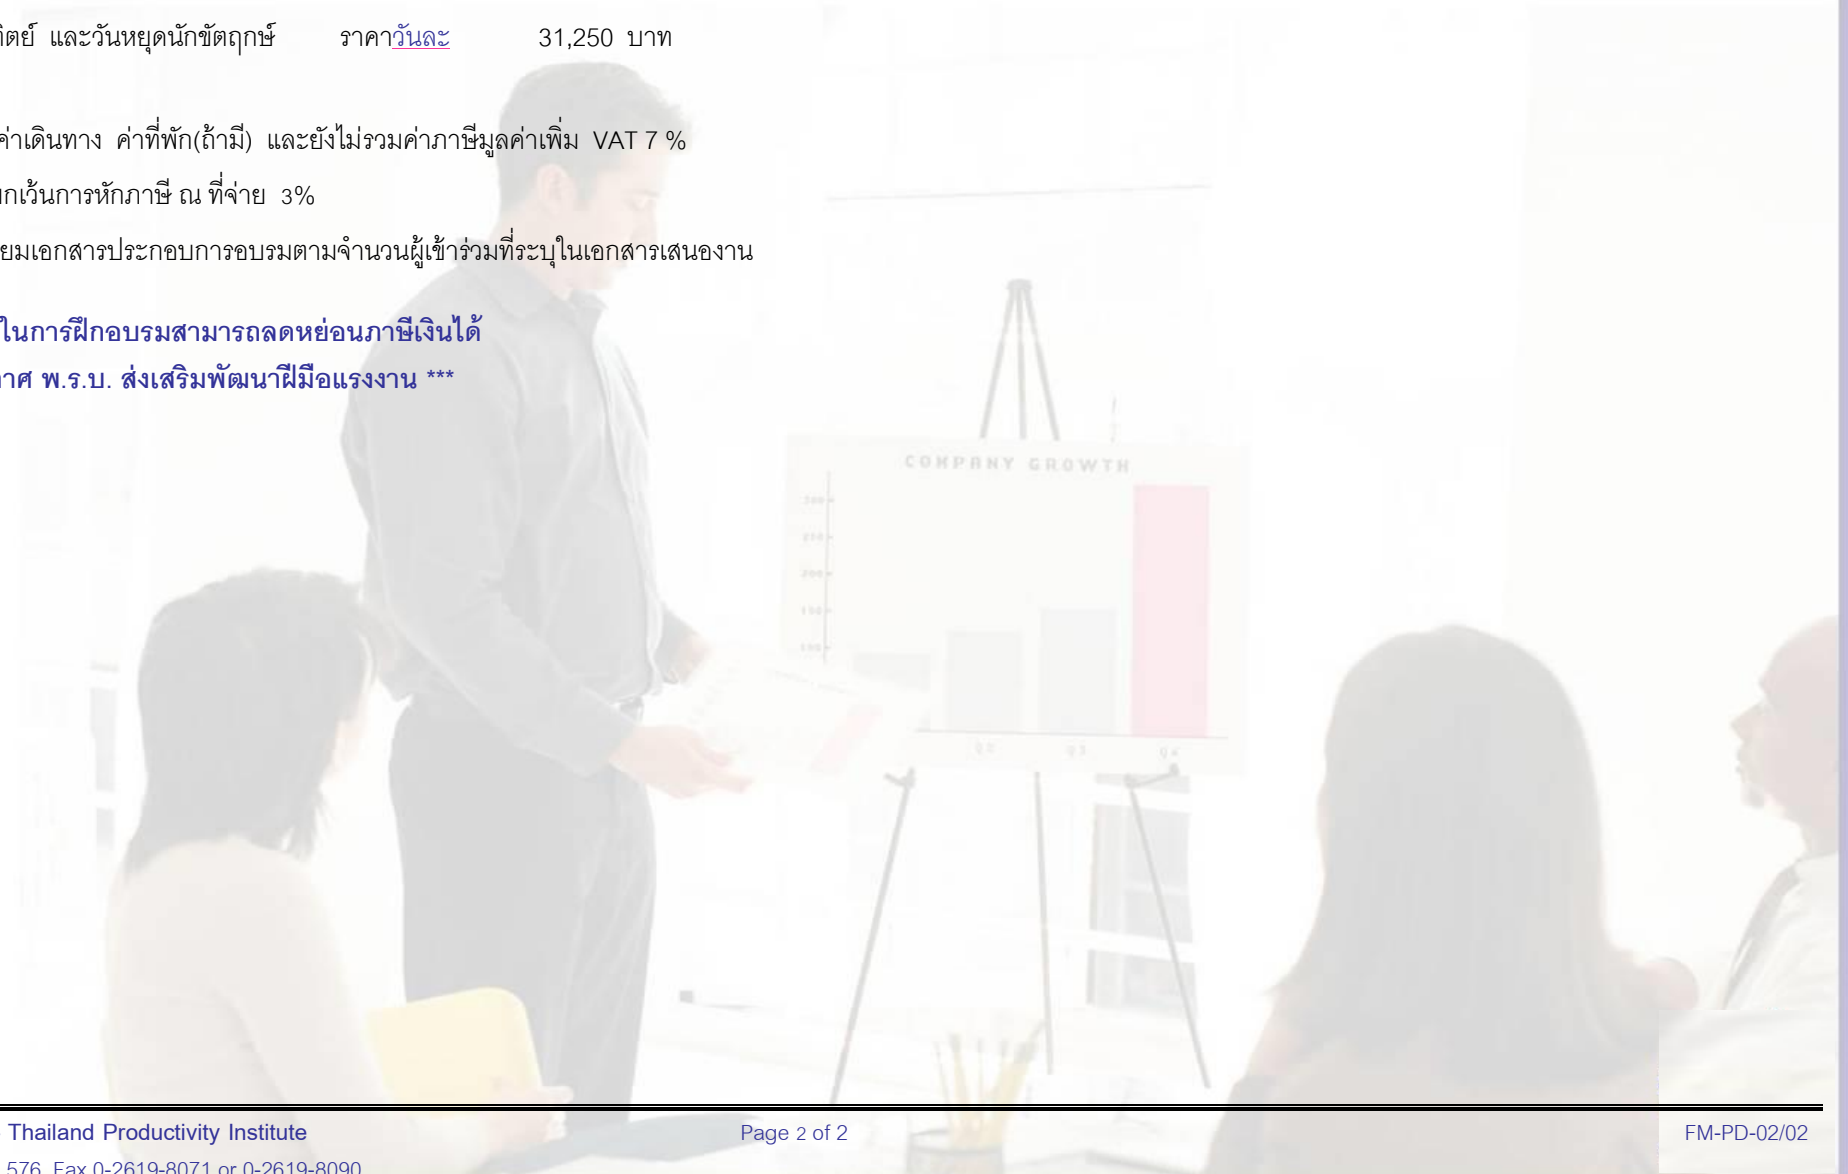 ทิตย์ และวันหยุดนักขัตฤกษ์ ราคาวันละ 31,250 บาท
ค่าเดินทาง ค่าที่พัก(ถ้ามี) และยังไม่รวมค่าภาษีมูลค่าเพิ่ม VAT 7 %
ยกเว้นการหักภาษี ณ ที่จ่าย 3%
ยมเอกสารประกอบการอบรมตามจำนวนผู้เข้าร่วมที่ระบุในเอกสารเสนองาน
ในการฝึกอบรมสามารถลดหย่อนภาษีเงินได้
าศ พ.ร.บ. ส่งเสริมพัฒนาฝีมือแรงงาน ***
COMPANY GROWTH
200
100
Q2 Q3 Q4
Thailand Productivity Institute Page 2 of 2 FM-PD-02/02
576 Fax 0-2619-8071 or 0-2619-8090